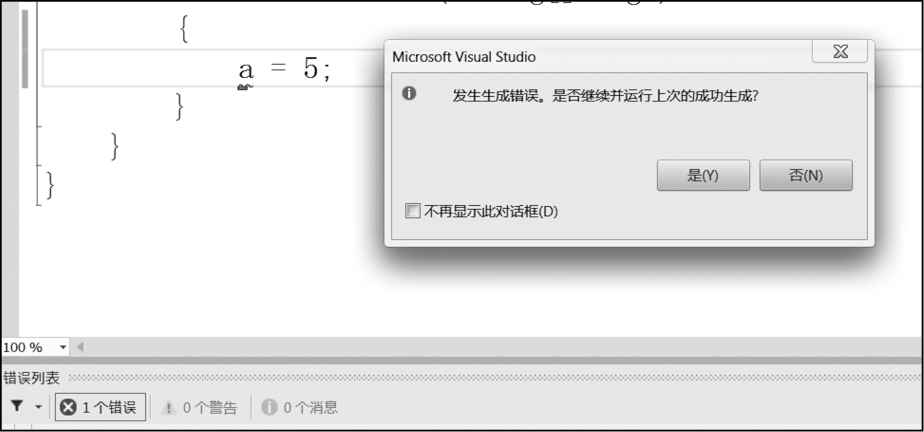 {
a = 5;
}
}
}
Microsoft Visual Studio
发生生成错误。是否继续并运行上次的成功生成?
是(Y)
否(N)
不再显示此对话框(D)
100 %
错误列表
1 个错误
0 个警告
0 个消息